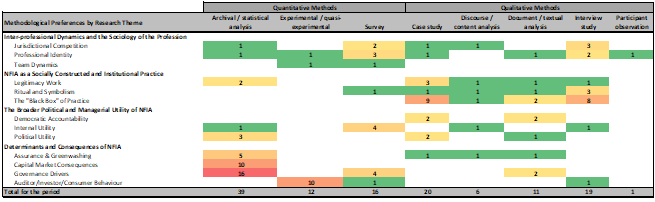 Quantitative Methods Qualitative Methods
Methodological Preferences by Research Theme Archival / statistical analysis Experimental / quasi-experimental Survey Case study Discourse / content analysis Document / textual analysis Interview study Participant observation
Inter-professional Dynamics and the Sociology of the Profession
Jurisdictional Competition 1 2 1 1 3
Professional Identity 1 1 3 1 1 2 1
Team Dynamics 1 1
NFIA as a Socially Constructed and Institutional Practice
Legitimacy Work 2 3 1 1 1
Ritual and Symbolism 1 1 1 1 3
The "Black Box" of Practice 9 1 2 8
The Broader Political and Managerial Utility of NFIA
Democratic Accountability 2 2
Internal Utility 1 4 1 1
Political Utility 3 2 1
Determinants and Consequences of NFIA
Assurance & Greenwashing 5 1 1 1
Capital Market Consequences 10
Governance Drivers 16 4 2
Auditor/Investor/Consumer Behaviour 10 1 1
Total for the period 39 12 16 20 6 11 19 1